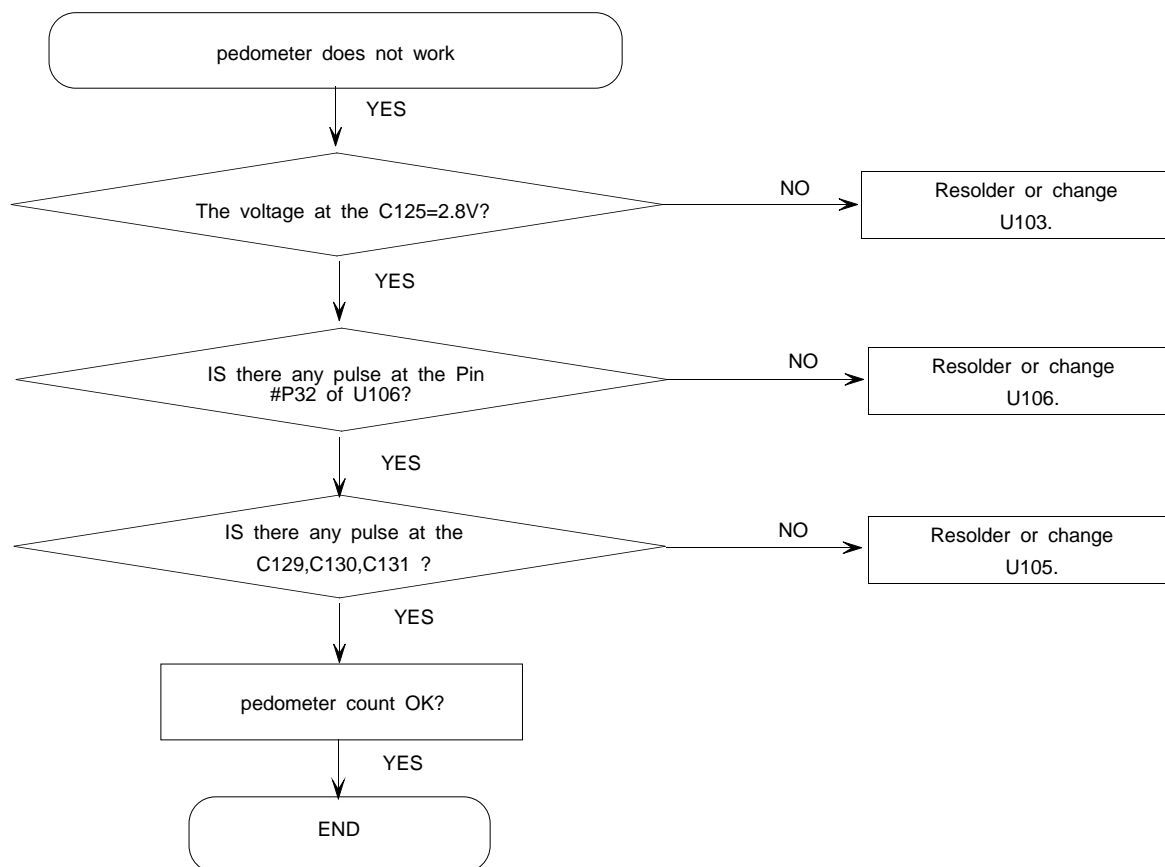 pedometer does not work
YES
The voltage at the C125=2.8V?
NO
Resolder or change
U103.
YES
IS there any pulse at the Pin
#P32 of U106?
NO
Resolder or change
U106.
YES
IS there any pulse at the
C129,C130,C131 ?
NO
Resolder or change
U105.
YES
pedometer count OK?
YES
END